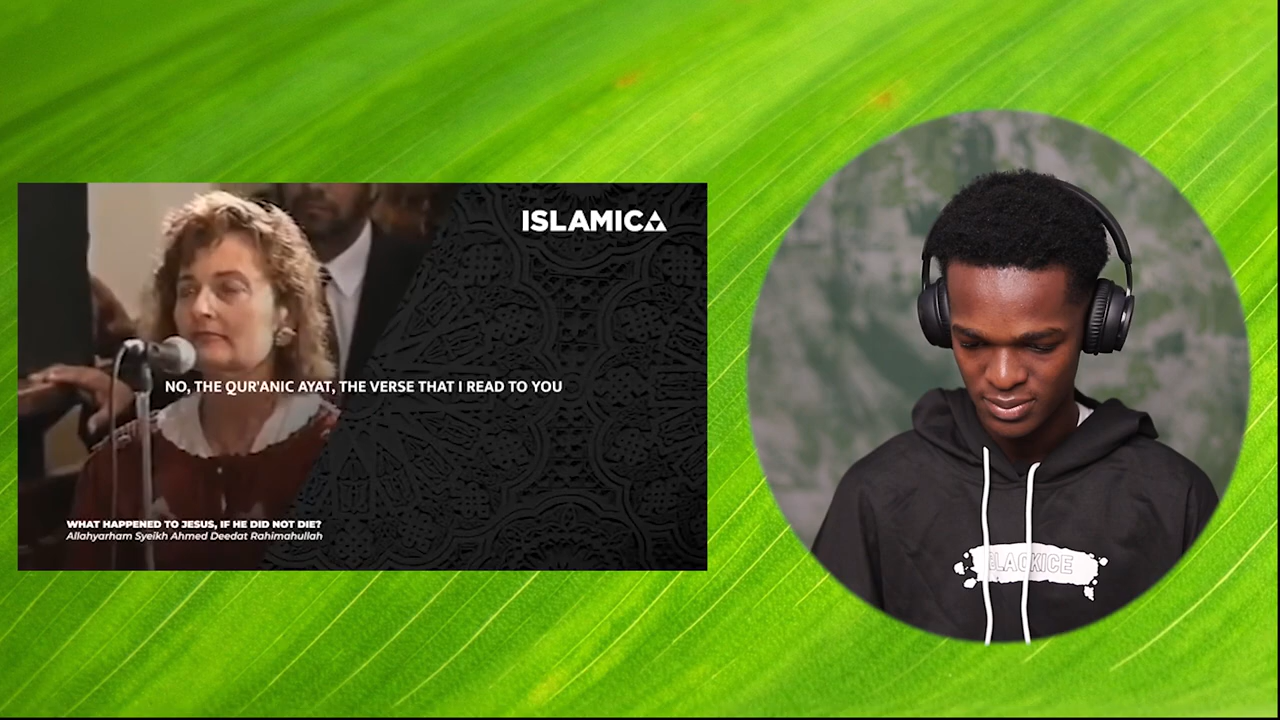 ISLAMICA
NO, THE QUR'ANIC AYAT, THE VERSE THAT I READ TO YOU
WHAT HAPPENED TO JESUS, IF HE DID NOT DIE?
Allahyarham Syeikh Ahmed Deedat Rahimahullah
BLACKICE